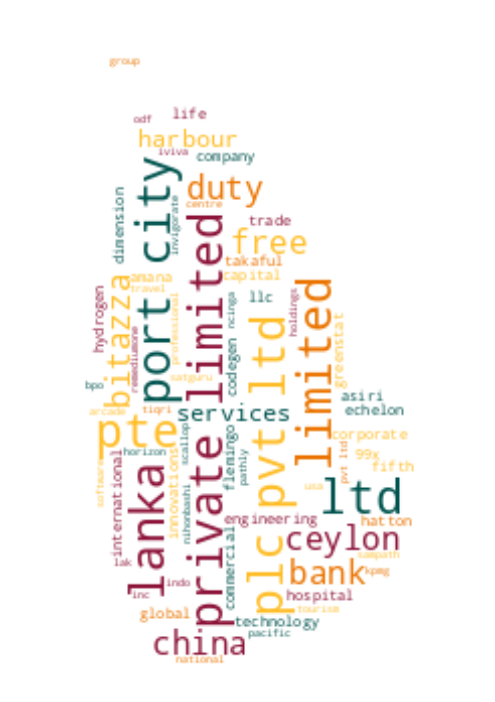 group
odf
life
harbour
iviva
company
port city
dimension
invigorate
duty
centre
private limited
trade
free
takaful
capital
amana
travel
bitazza
hydrogen
remediumone
professional
llc
ncinga
holdings
limited
codegen
plc pvt ltd
greenstat
satguru
bpo
arcade
tiqri
services
asiri
echelon
pte
horizon
scallop
flemingo
pathly
corporate
pvt ltd
99x
fifth
software
international
lanka
innovations
nihonbashi
usa
ltd
engineering
hatton
ceylon
sampath
lak
indo
inc
commercial
bank
kpmg
hospital
global
tourism
technology
pacific
china
national